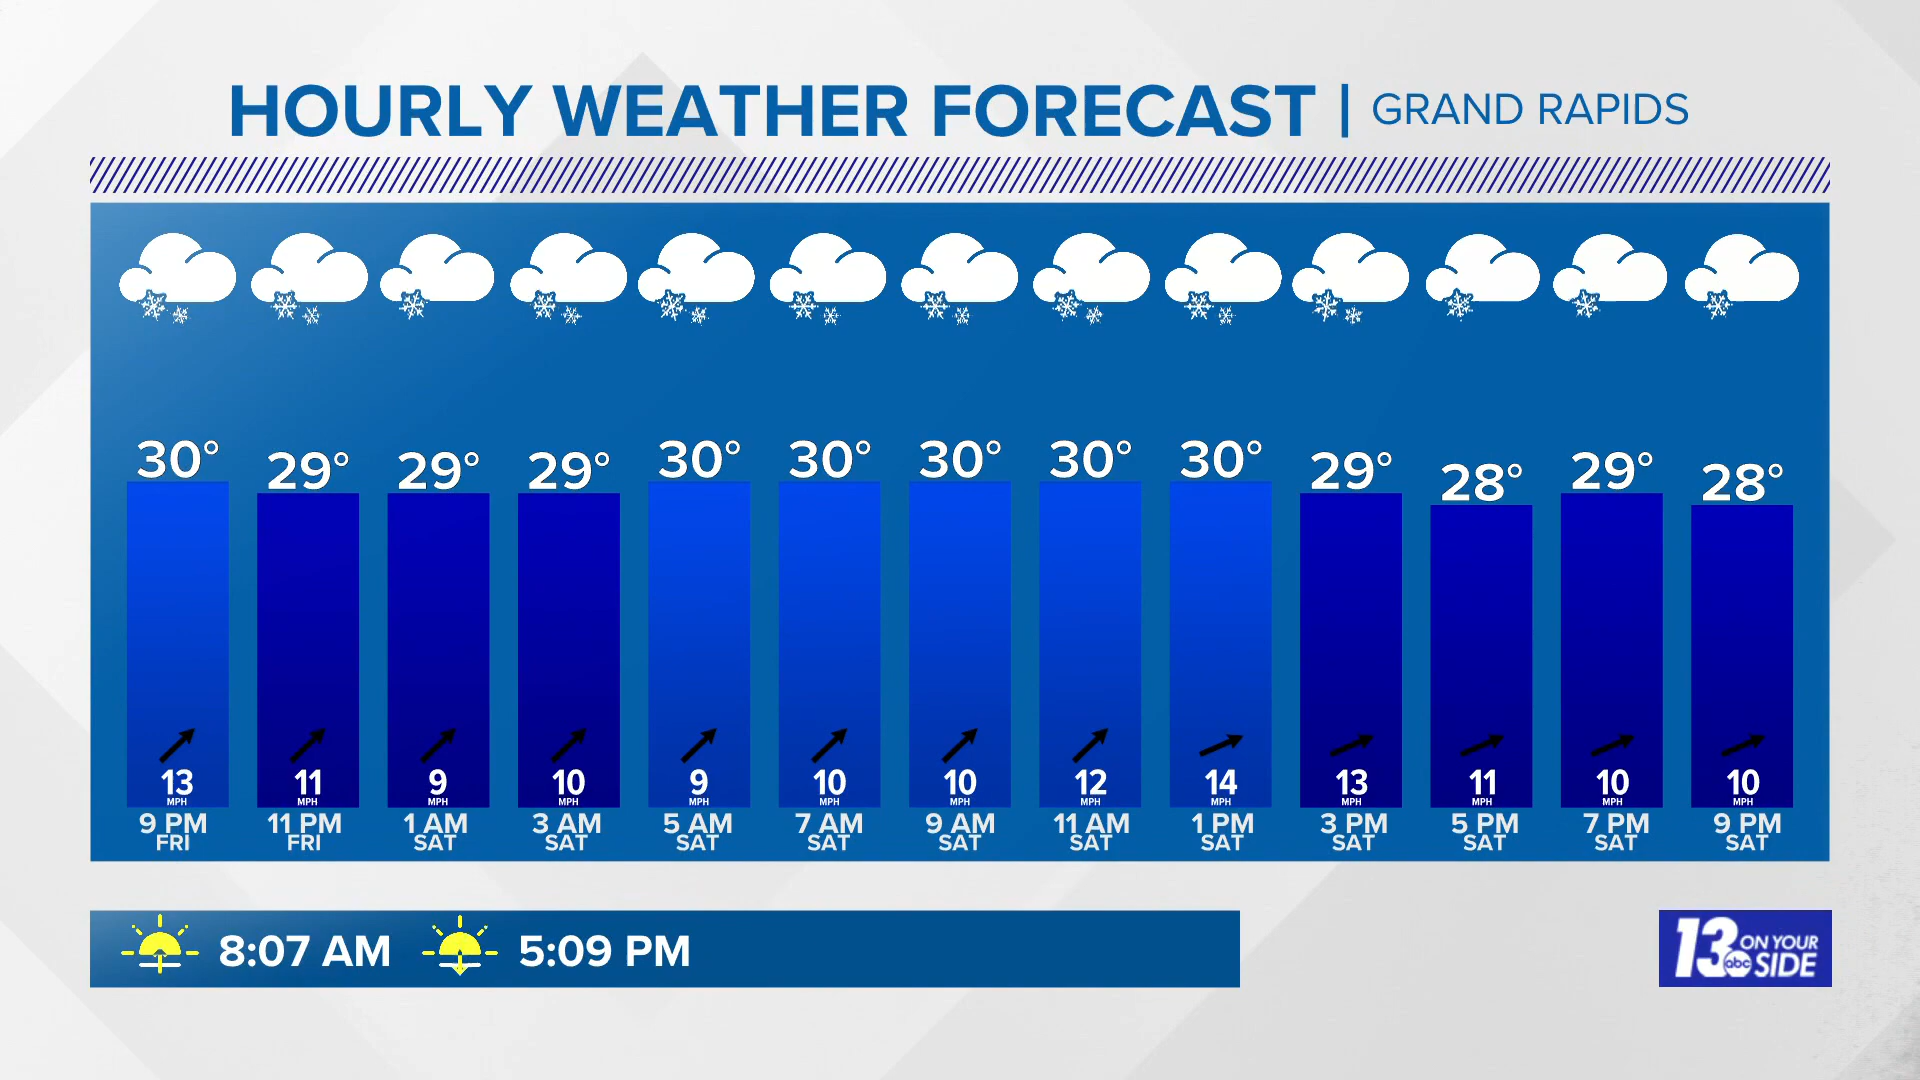 HOURLY WEATHER FORECAST | GRAND RAPIDS
30° 29° 29° 29° 30° 30° 30° 30° 30° 29° 28° 29° 28°
13 11 9 10 9 10 10 12 14 13 11 10 10
MPH MPH MPH MPH MPH MPH MPH MPH MPH MPH MPH MPH MPH
9 PM 11 PM 1 AM 3 AM 5 AM 7 AM 9 AM 11 AM 1 PM 3 PM 5 PM 7 PM 9 PM
FRI FRI SAT SAT SAT SAT SAT SAT SAT SAT SAT SAT SAT
8:07 AM 5:09 PM
13 ON YOUR
abc SIDE